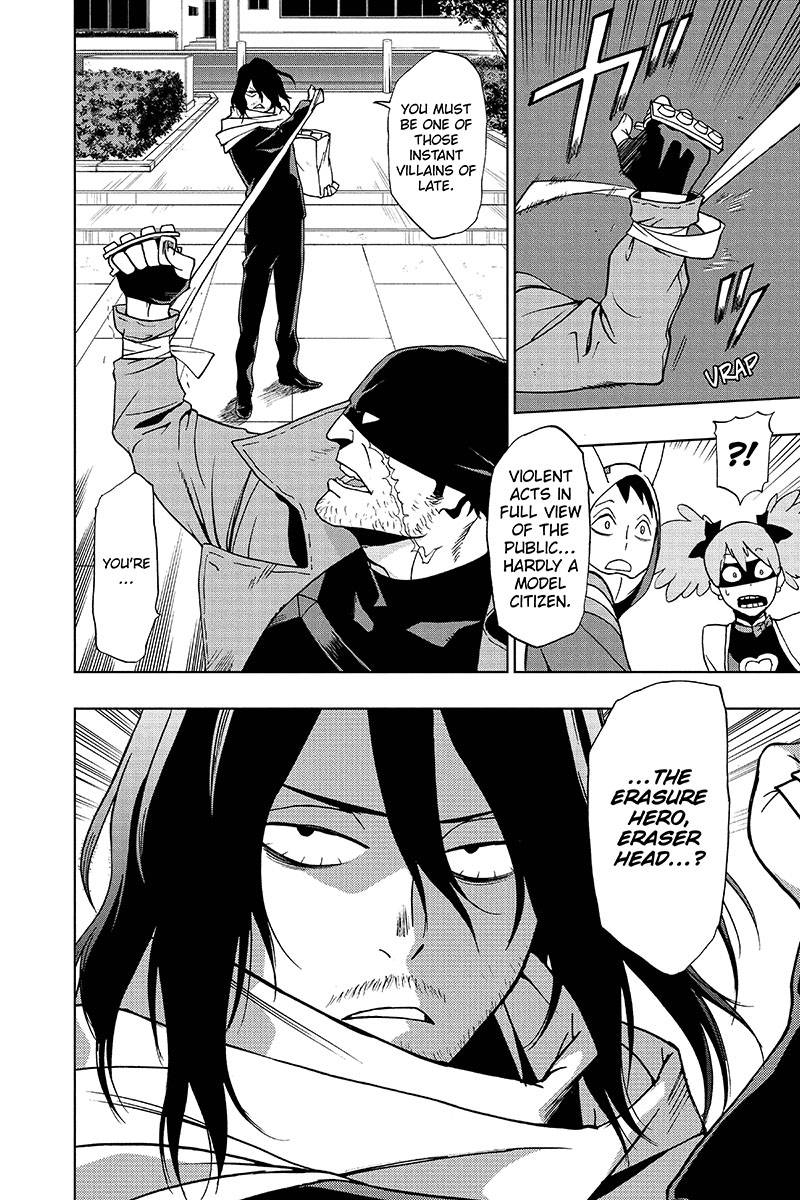 ガッ
VRAP
?!
VIOLENT
ACTS IN
FULL VIEW
OF THE
PUBLIC...
HARDLY A
MODEL
CITIZEN.
YOU MUST
BE ONE OF
THOSE
INSTANT
VILLAINS OF
LATE.
YOU'RE
...
...THE
ERASURE
HERO,
ERASER
HEAD...?